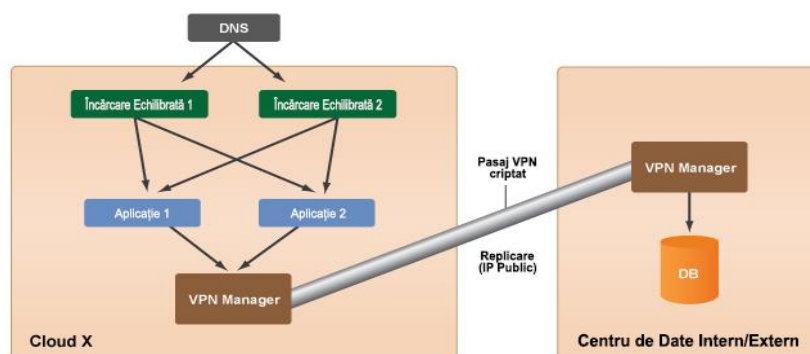 DNS
Încărcare Echilibrată 1
Încărcare Echilibrată 2
Pasaj VPN
criptat
VPN Manager
Aplicație 1
Aplicație 2
Replicare
(IP Public)
VPN Manager
DB
Cloud X
Centru de Date Intern/Extern